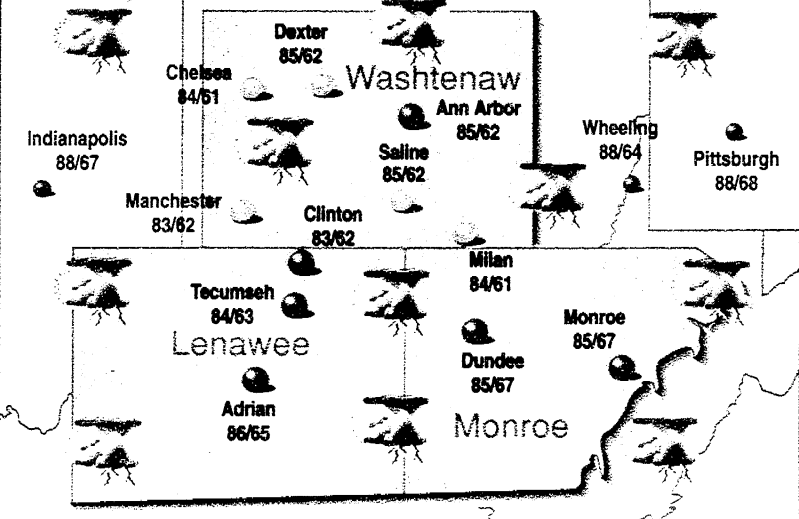 Dexter
85/62
Chelsea
84/61
Washtenaw
Ann Arbor
85/62
Indianapolis
88/67
Saline
85/62
Wheeling
88/64
Pittsburgh
88/68
Manchester
83/62
Clinton
83/62
Milan
84/61
Tecumseh
84/63
Lenawee
Monroe
85/67
Dundee
85/67
Adrian
86/65
Monroe